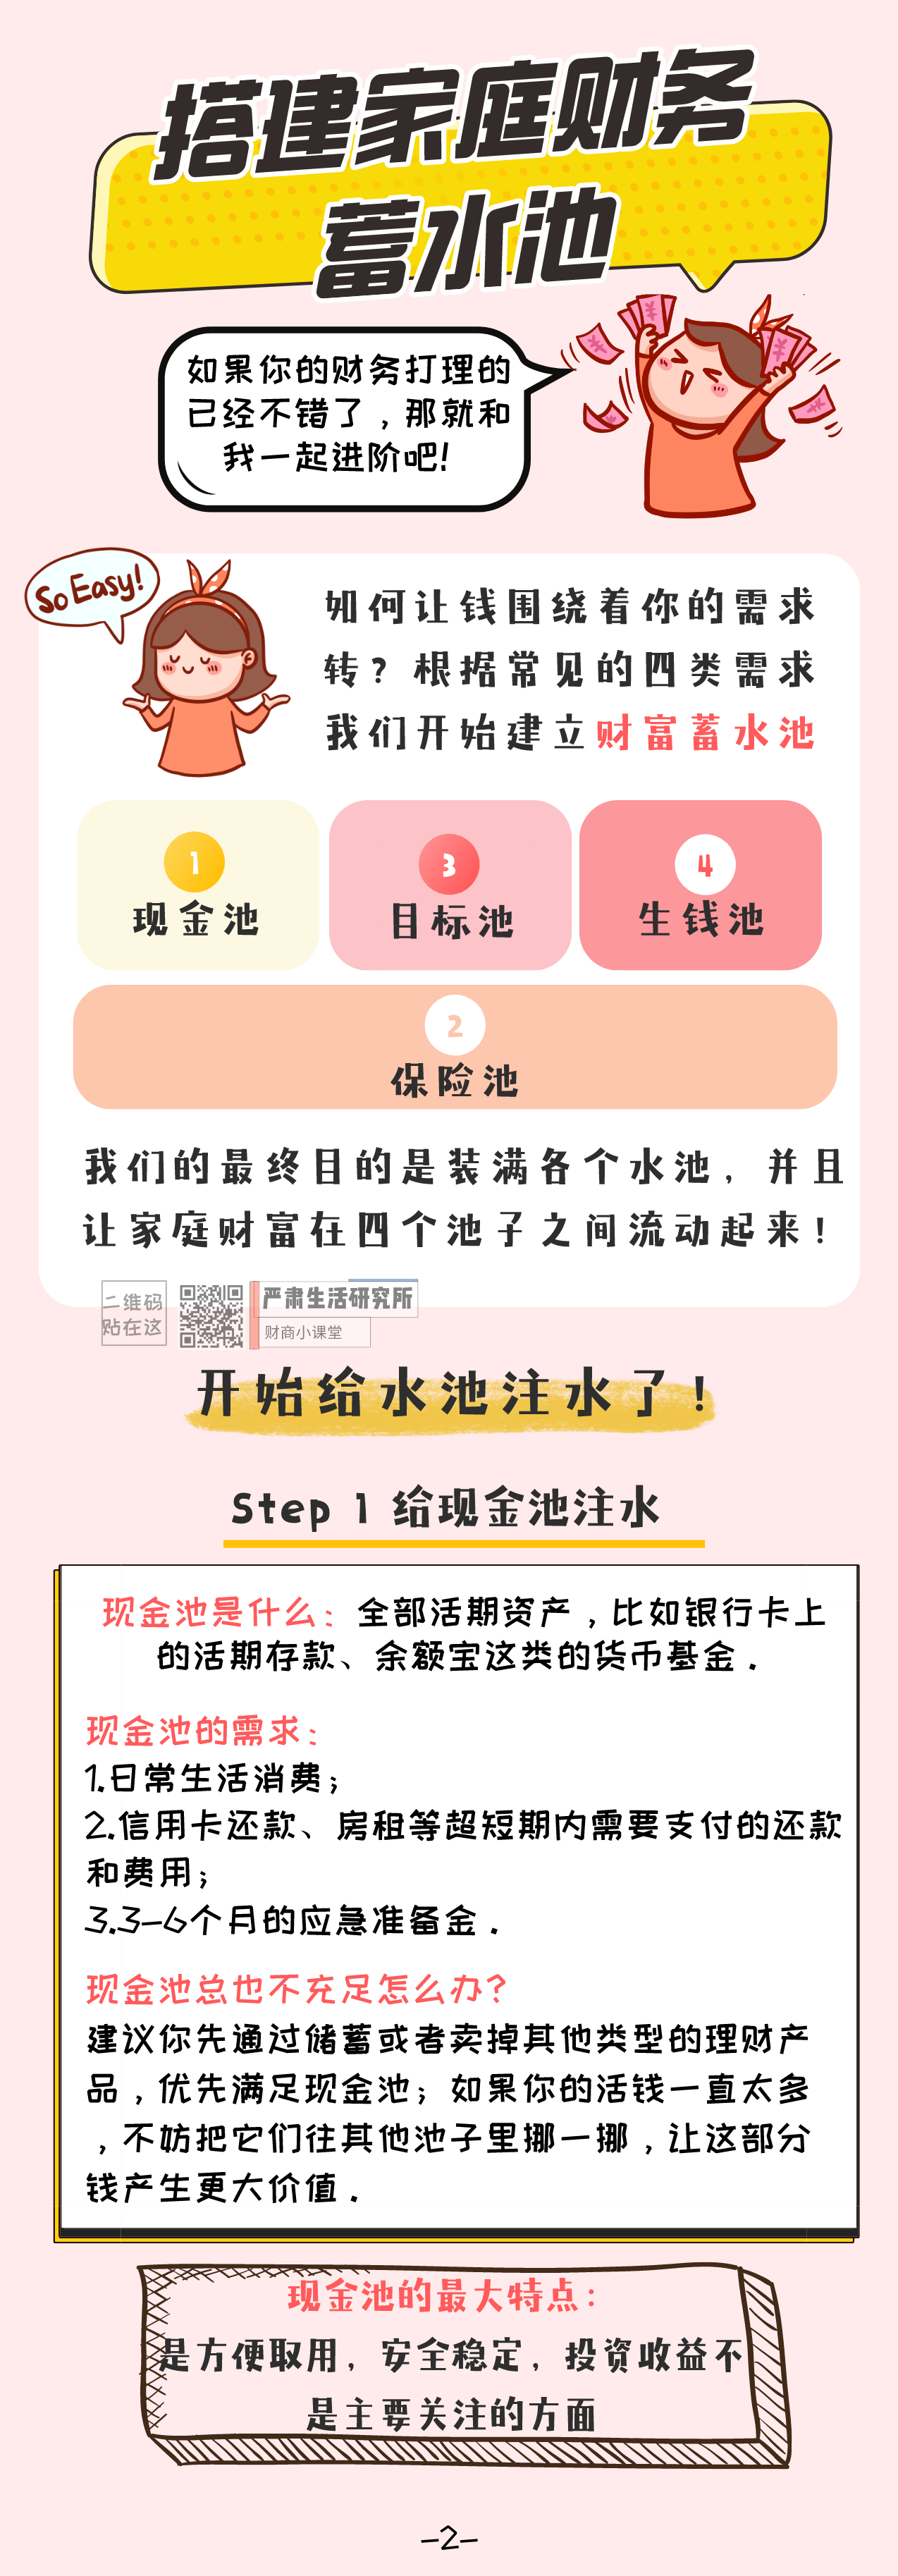 搭建家庭财务
蓄水池
如果你的财务打理的
已经不错了，那就和
我一起进阶吧！
So Easy!
如何让钱围绕着你的需求
转？根据常见的四类需求
我们开始建立财富蓄水池
1
现金池
3
目标池
4
生钱池
2
保险池
我们的最终目的是装满各个水池，并且
让家庭财富在四个池子之间流动起来！
二维码
贴在这
严肃生活研究所
财商小课堂
开始给水池注水了！
Step 1 给现金池注水
现金池是什么：全部活期资产，比如银行卡上
的活期存款、余额宝这类的货币基金．
现金池的需求：
1.日常生活消费；
2.信用卡还款、房租等超短期内需要支付的还款
和费用；
3.3-6个月的应急准备金．
现金池总也不充足怎么办？
建议你先通过储蓄或者卖掉其他类型的理财产
品，优先满足现金池；如果你的活钱一直太多
，不妨把它们往其他池子里挪一挪，让这部分
钱产生更大价值．
现金池的最大特点：
是方便取用，安全稳定，投资收益不
是主要关注的方面
-2-